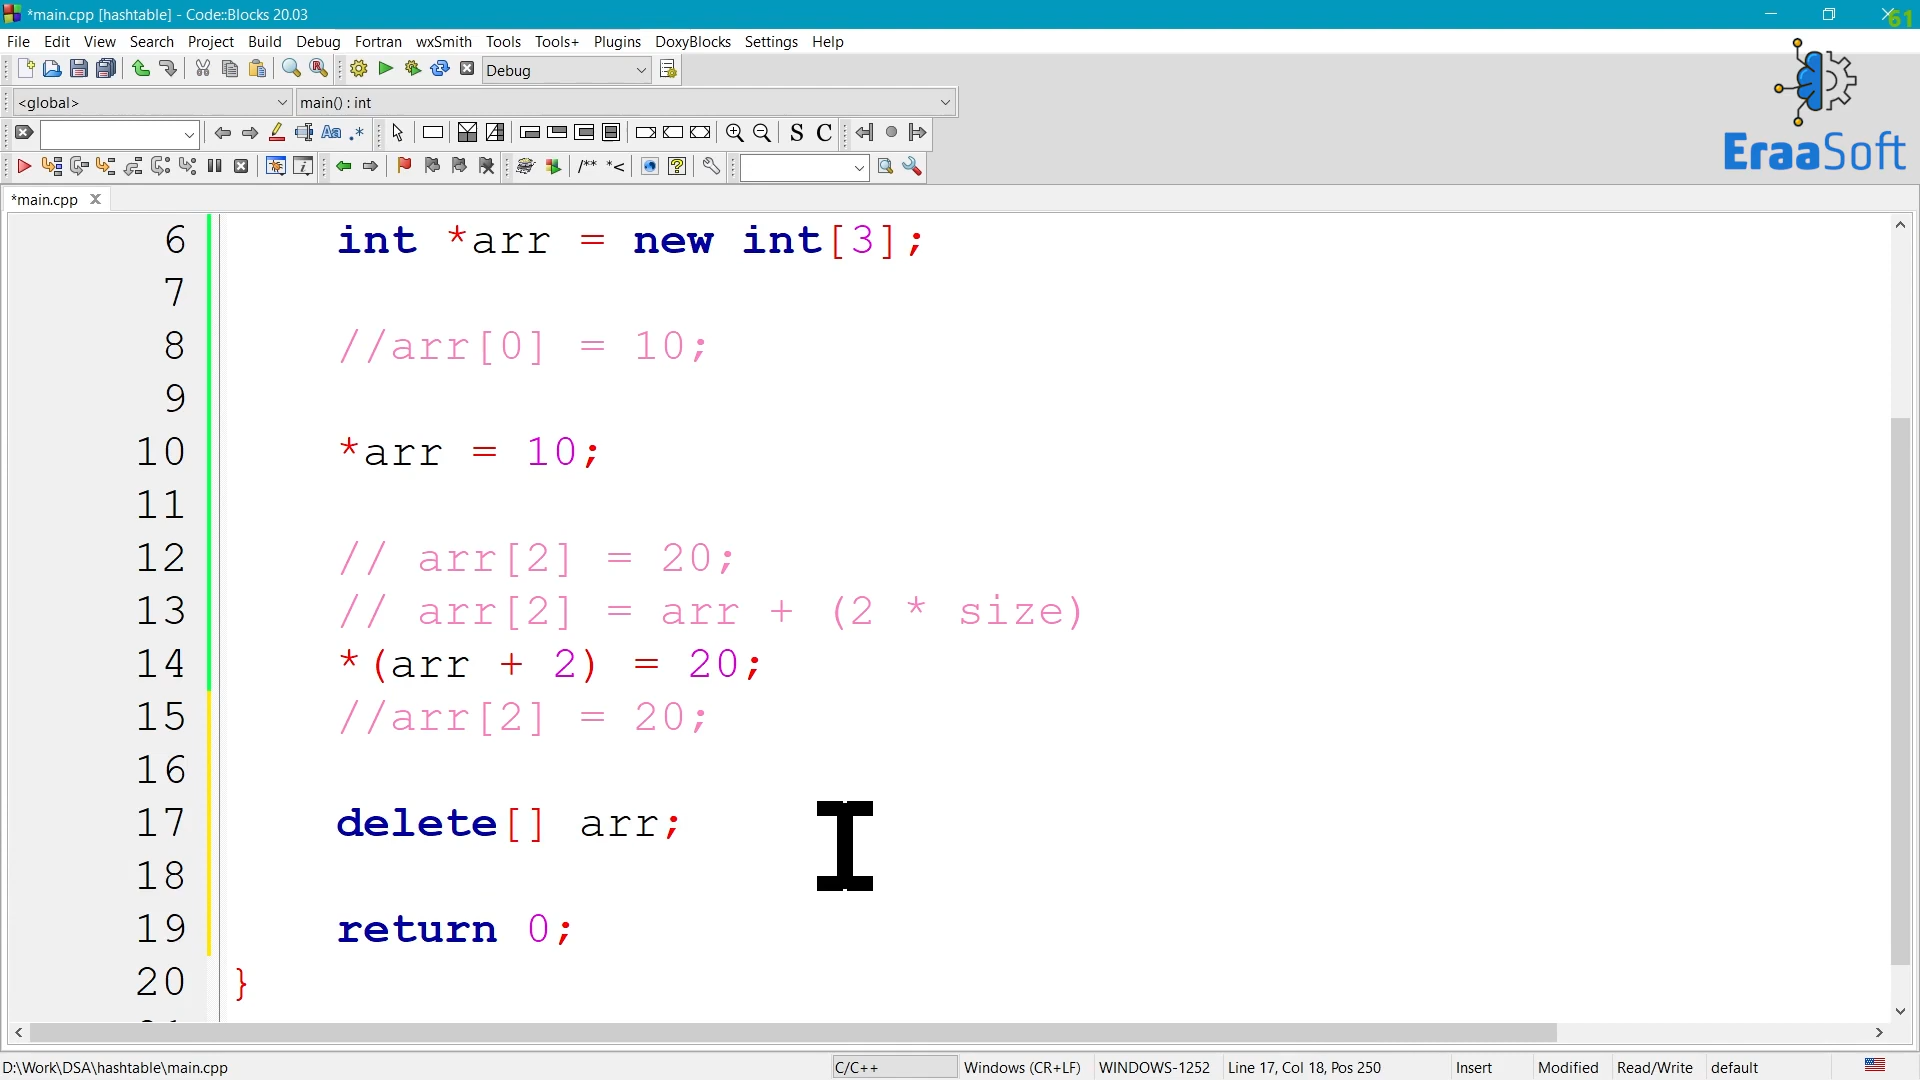 *main.cpp [hashtable] - Code::Blocks 20.03
61
File Edit View Search Project Build Debug Fortran wxSmith Tools Tools+ Plugins DoxyBlocks Settings Help
Debug
EraaSoft
<global> main() : int
Aa .* S C
/** *<
*main.cpp
6 int *arr = new int[3];
7
8 //arr[0] = 10;
9
10 *arr = 10;
11
12 // arr[2] = 20;
13 // arr[2] = arr + (2 * size)
14 *(arr + 2) = 20;
15 //arr[2] = 20;
16
17 delete[] arr;
18
19 return 0;
20 }
D:\Work\DSA\hashtable\main.cpp C/C++ Windows (CR+LF) WINDOWS-1252 Line 17, Col 18, Pos 250 Insert Modified Read/Write default